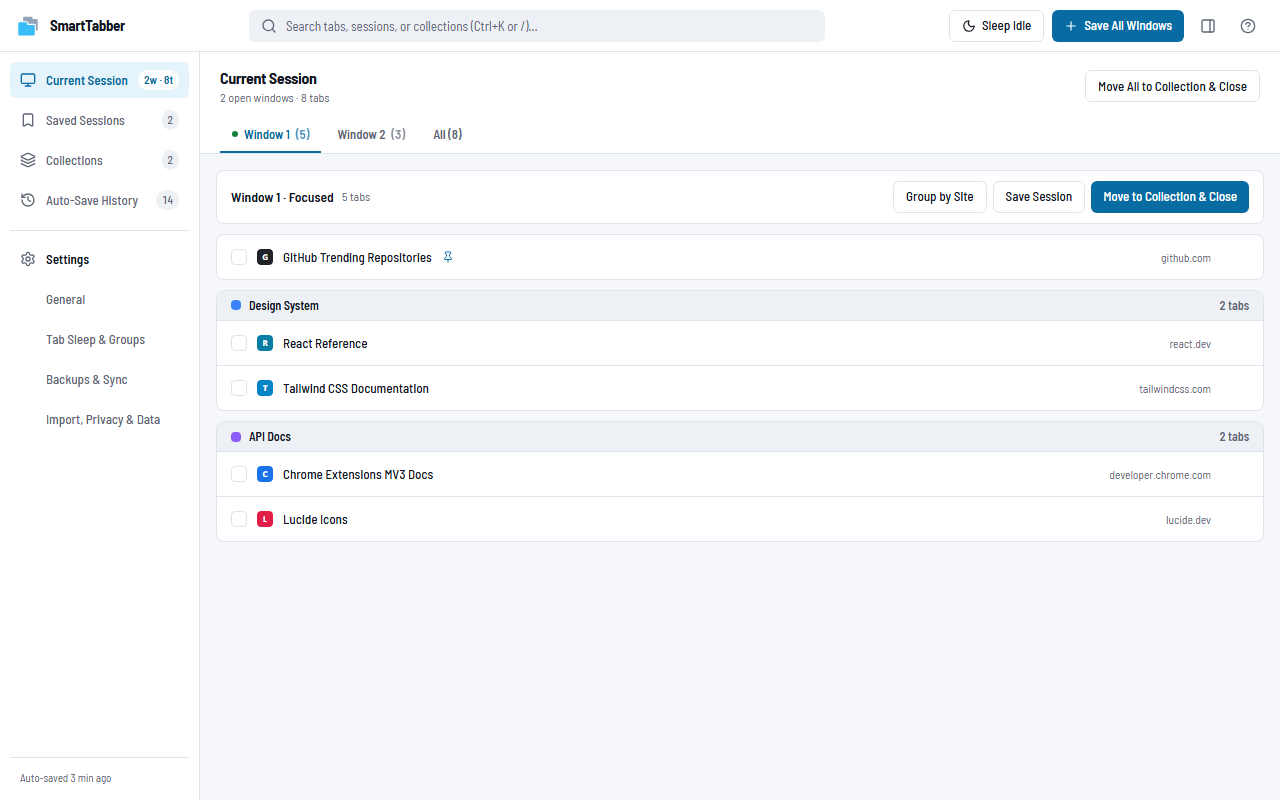 SmartTabber
Search tabs, sessions, or collections (Ctrl+K or /)...
Sleep Idle
Save All Windows
Current Session
2w · 8t
Saved Sessions
2
Collections
2
Auto-Save History
14
Settings
General
Tab Sleep & Groups
Backups & Sync
Import, Privacy & Data
Auto-saved 3 min ago
Current Session
2 open windows · 8 tabs
Move All to Collection & Close
Window 1 (5)
Window 2 (3)
All (8)
Window 1 · Focused 5 tabs
Group by Site
Save Session
Move to Collection & Close
G GitHub Trending Repositories github.com
Design System 2 tabs
R React Reference react.dev
T Tailwind CSS Documentation tailwindcss.com
API Docs 2 tabs
C Chrome Extensions MV3 Docs developer.chrome.com
L Lucide Icons lucide.dev